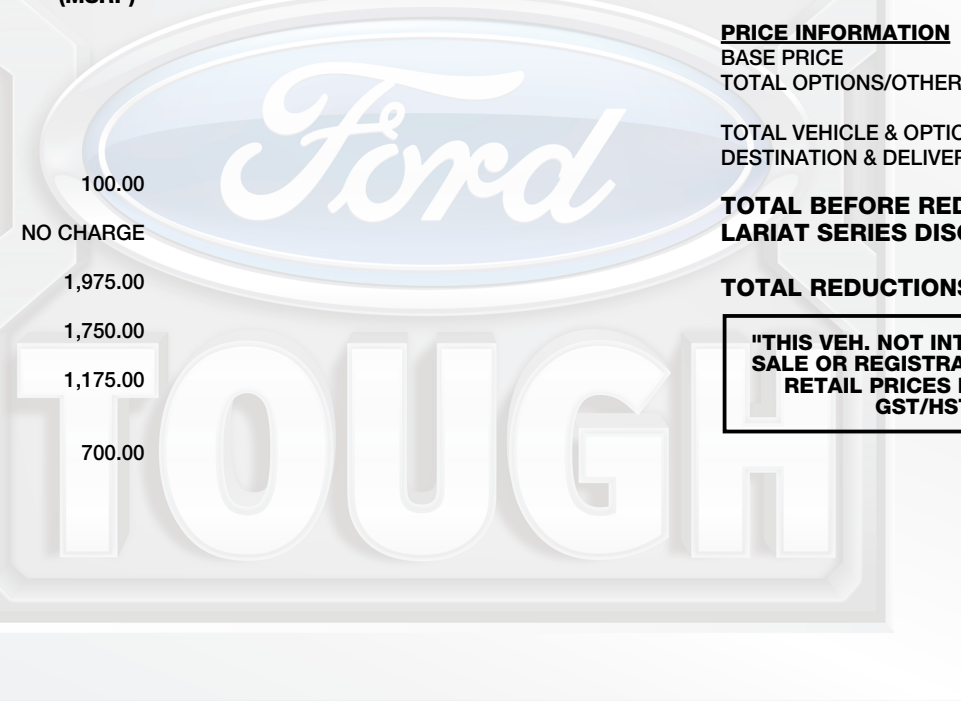 (MSRP)
100.00
NO CHARGE
1,975.00
1,750.00
1,175.00
700.00
Ford
TOUGH
PRICE INFORMATION
BASE PRICE
TOTAL OPTIONS/OTHER
TOTAL VEHICLE & OPTIO
DESTINATION & DELIVER
TOTAL BEFORE RED
LARIAT SERIES DISC
TOTAL REDUCTIONS
"THIS VEH. NOT INT
SALE OR REGISTRA
RETAIL PRICES
GST/HST